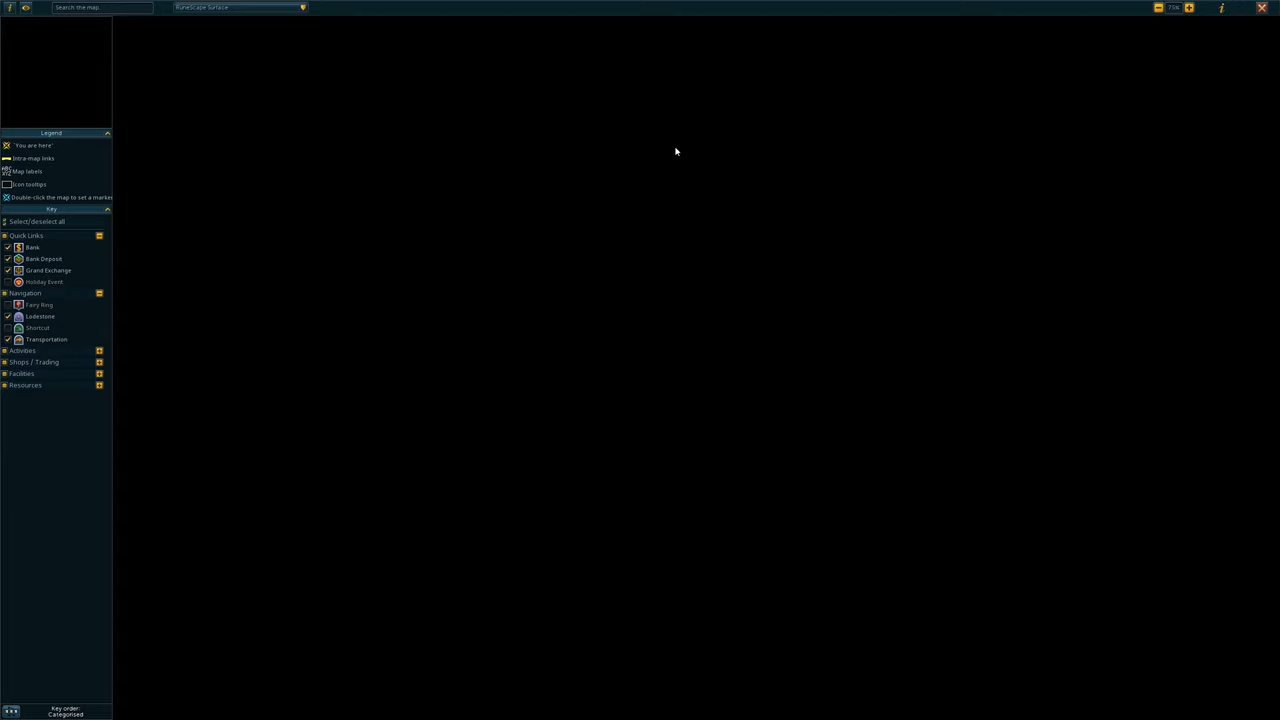 Search the map.
RuneScape Surface
75%
Legend
'You are here'
Intra-map links
ABC
XYZ
Map labels
Icon tooltips
Double-click the map to set a marker
Key
Select/deselect all
Quick Links
Bank
Bank Deposit
Grand Exchange
Holiday Event
Navigation
Fairy Ring
Lodestone
Shortcut
Transportation
Activities
Shops / Trading
Facilities
Resources
Key order:
Categorised